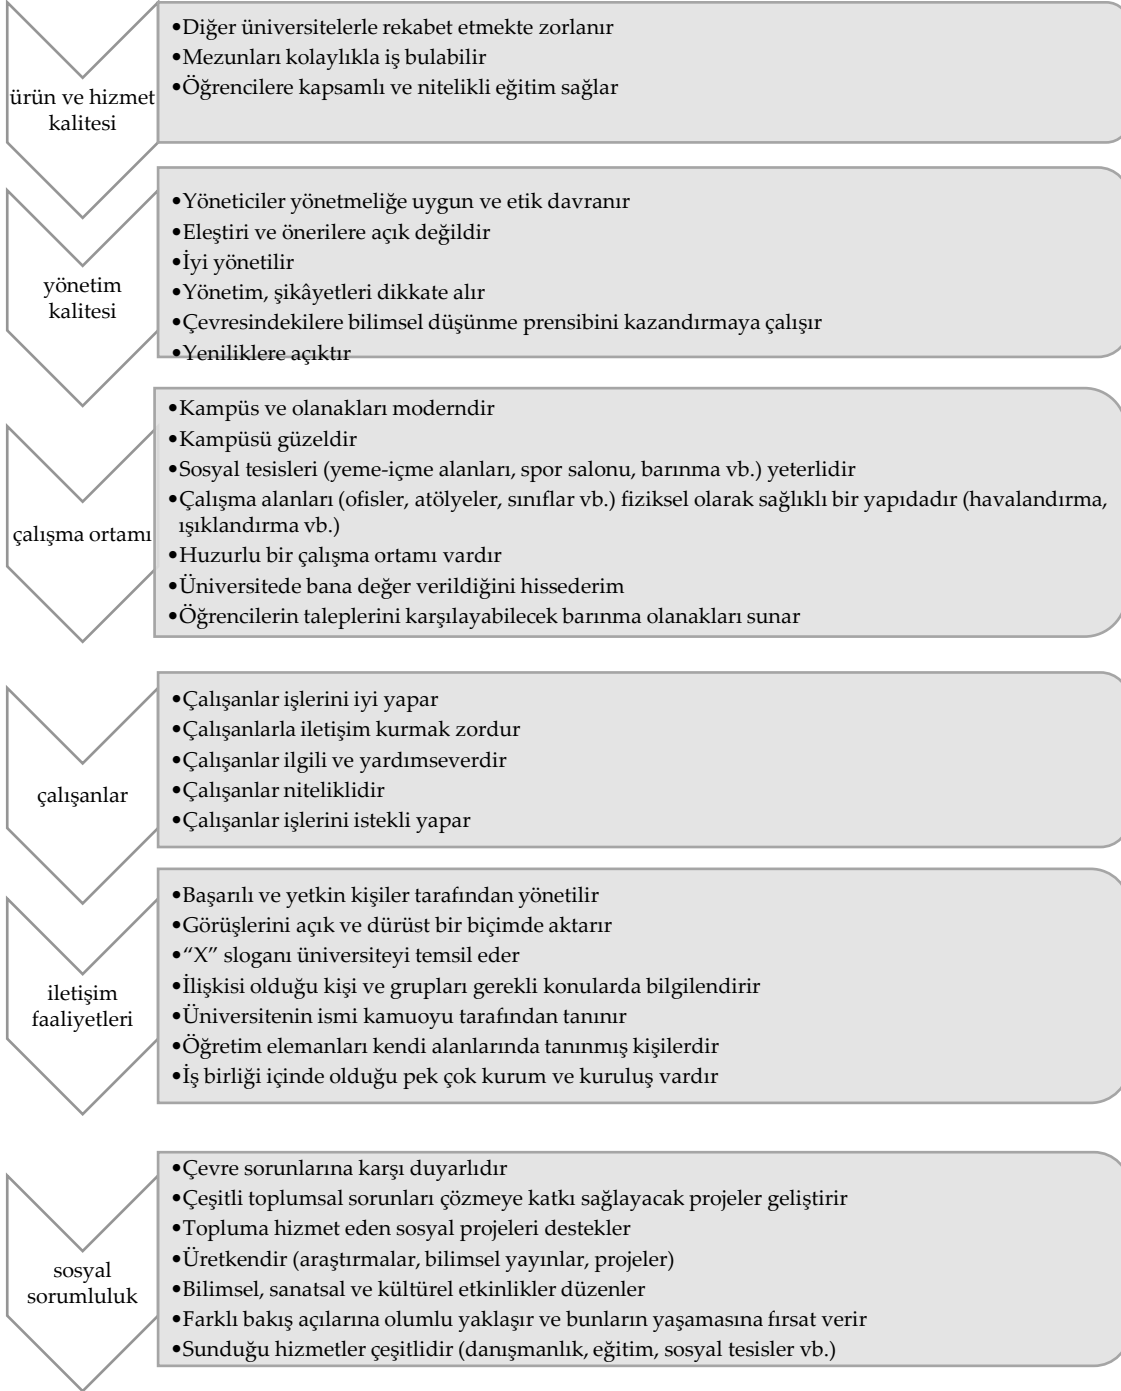 ürün ve hizmet
kalitesi
•Diğer üniversitelerle rekabet etmekte zorlanır
•Mezunları kolaylıkla iş bulabilir
•Öğrencilere kapsamlı ve nitelikli eğitim sağlar
yönetim
kalitesi
•Yöneticiler yönetmeliğe uygun ve etik davranır
•Eleştiri ve önerilere açık değildir
•İyi yönetilir
•Yönetim, şikâyetleri dikkate alır
•Çevresindekilere bilimsel düşünme prensibini kazandırmaya çalışır
•Yeniliklere açıktır
çalışma ortamı
•Kampüs ve olanakları moderndir
•Kampüsü güzeldir
•Sosyal tesisleri (yeme-içme alanları, spor salonu, barınma vb.) yeterlidir
•Çalışma alanları (ofisler, atölyeler, sınıflar vb.) fiziksel olarak sağlıklı bir yapıdadır (havalandırma,
ışıklandırma vb.)
•Huzurlu bir çalışma ortamı vardır
•Üniversitede bana değer verildiğini hissederim
•Öğrencilerin taleplerini karşılayabilecek barınma olanakları sunar
çalışanlar
•Çalışanlar işlerini iyi yapar
•Çalışanlarla iletişim kurmak zordur
•Çalışanlar ilgili ve yardımseverdir
•Çalışanlar niteliklidir
•Çalışanlar işlerini istekli yapar
iletişim
faaliyetleri
•Başarılı ve yetkin kişiler tarafından yönetilir
•Görüşlerini açık ve dürüst bir biçimde aktarır
•“X” sloganı üniversiteyi temsil eder
•İlişkisi olduğu kişi ve grupları gerekli konularda bilgilendirir
•Üniversitenin ismi kamuoyu tarafından tanınır
•Öğretim elemanları kendi alanlarında tanınmış kişilerdir
•İş birliği içinde olduğu pek çok kurum ve kuruluş vardır
sosyal
sorumluluk
•Çevre sorunlarına karşı duyarlıdır
•Çeşitli toplumsal sorunları çözmeye katkı sağlayacak projeler geliştirir
•Topluma hizmet eden sosyal projeleri destekler
•Üretkendir (araştırmalar, bilimsel yayınlar, projeler)
•Bilimsel, sanatsal ve kültürel etkinlikler düzenler
•Farklı bakış açılarına olumlu yaklaşır ve bunların yaşamasına fırsat verir
•Sunduğu hizmetler çeşitlidir (danışmanlık, eğitim, sosyal tesisler vb.)